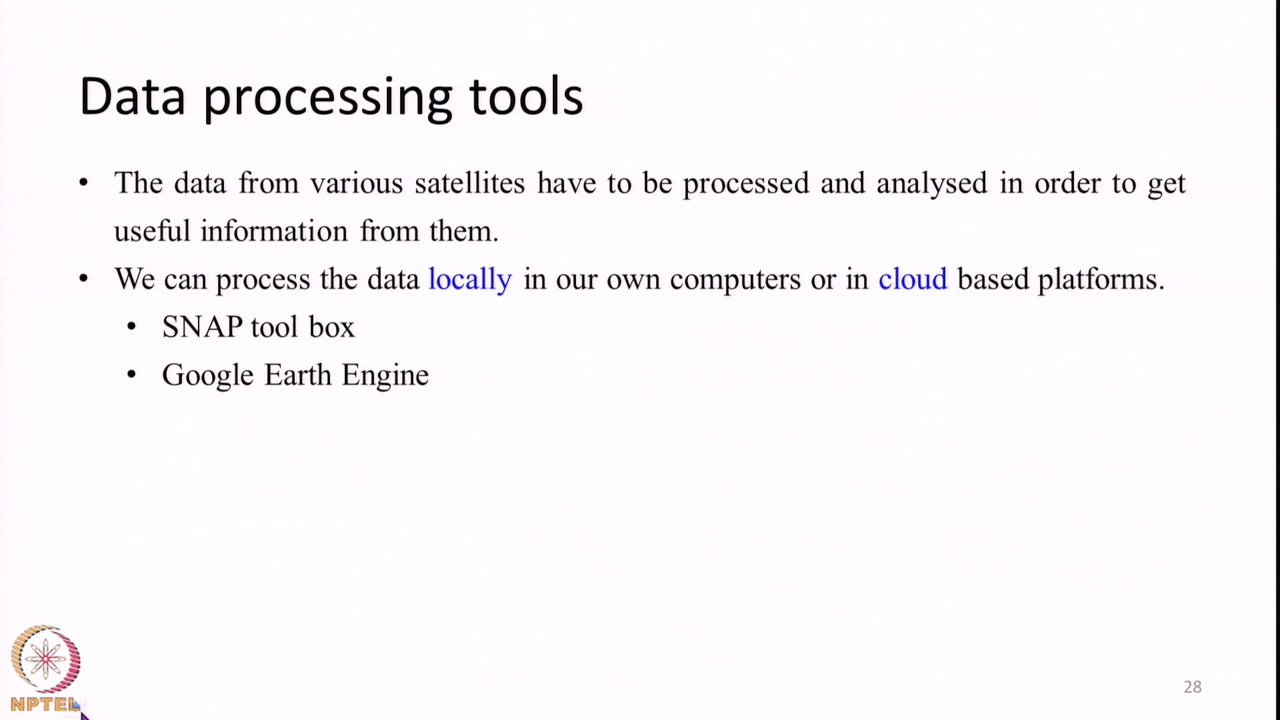 Data processing tools
• The data from various satellites have to be processed and analysed in order to get
useful information from them.
• We can process the data locally in our own computers or in cloud based platforms.
• SNAP tool box
• Google Earth Engine
NPTEL
28